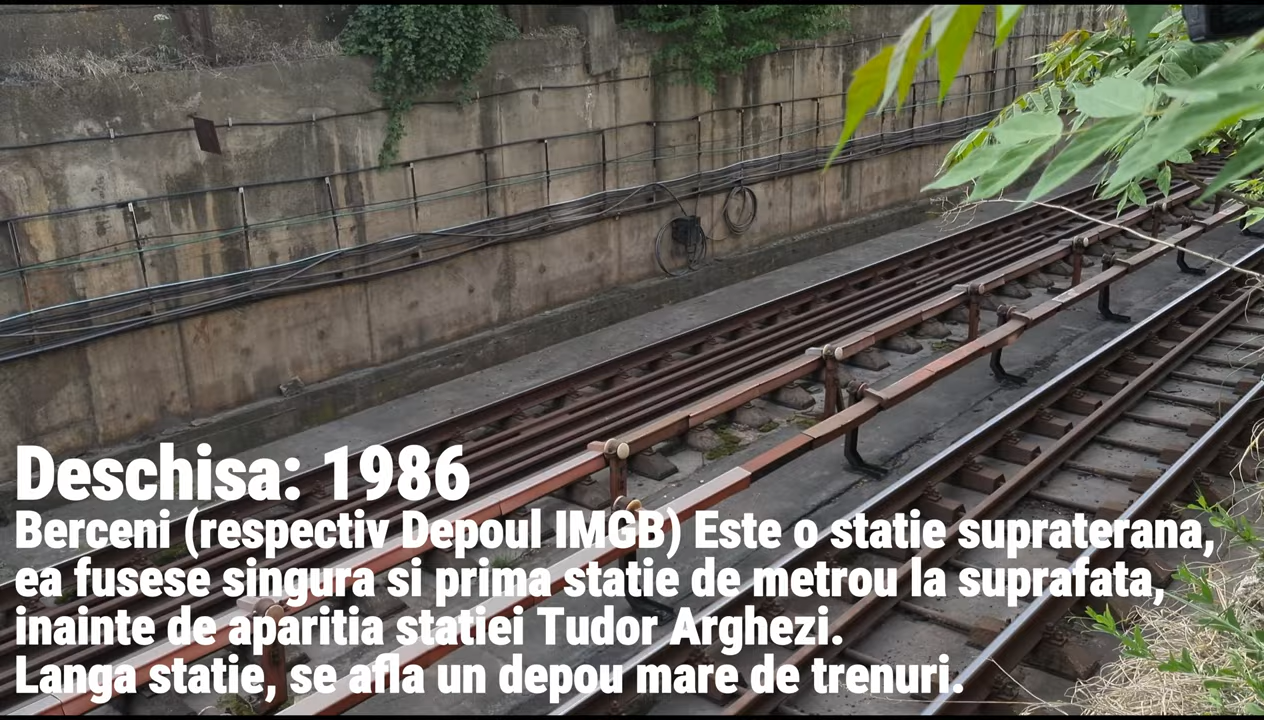 Deschisa: 1986
Berceni (respectiv Depoul IMGB) Este o statie supraterana,
ea fusese singura si prima statie de metrou la suprafata,
inainte de aparitia statiei Tudor Arghezi.
Langa statie, se afla un depou mare de trenuri.